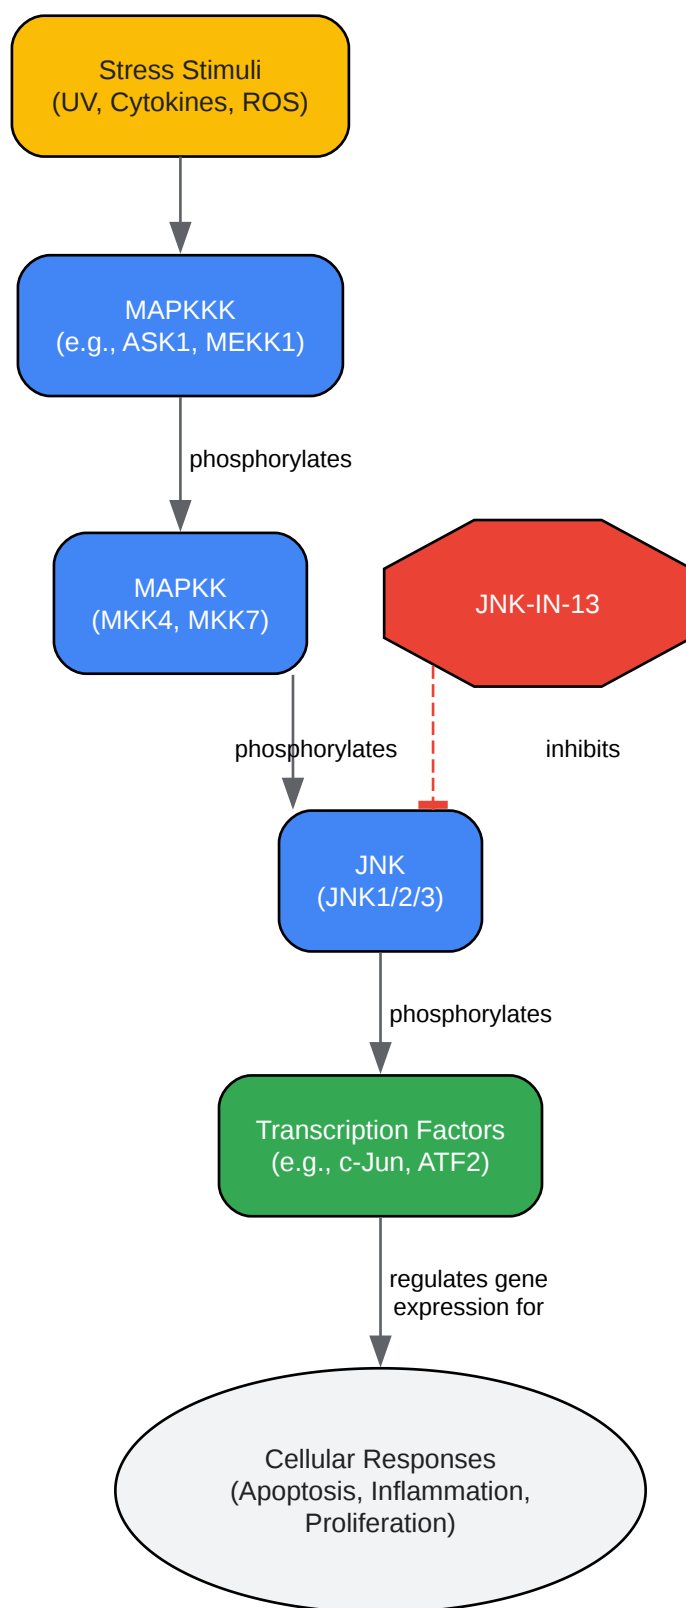 Stress Stimuli
(UV, Cytokines, ROS)
MAPKKK
(e.g., ASK1, MEKK1)
phosphorylates
MAPKK
(MKK4, MKK7)
JNK-IN-13
phosphorylates
inhibits
JNK
(JNK1/2/3)
phosphorylates
Transcription Factors
(e.g., c-Jun, ATF2)
regulates gene
expression for
Cellular Responses
(Apoptosis, Inflammation,
Proliferation)